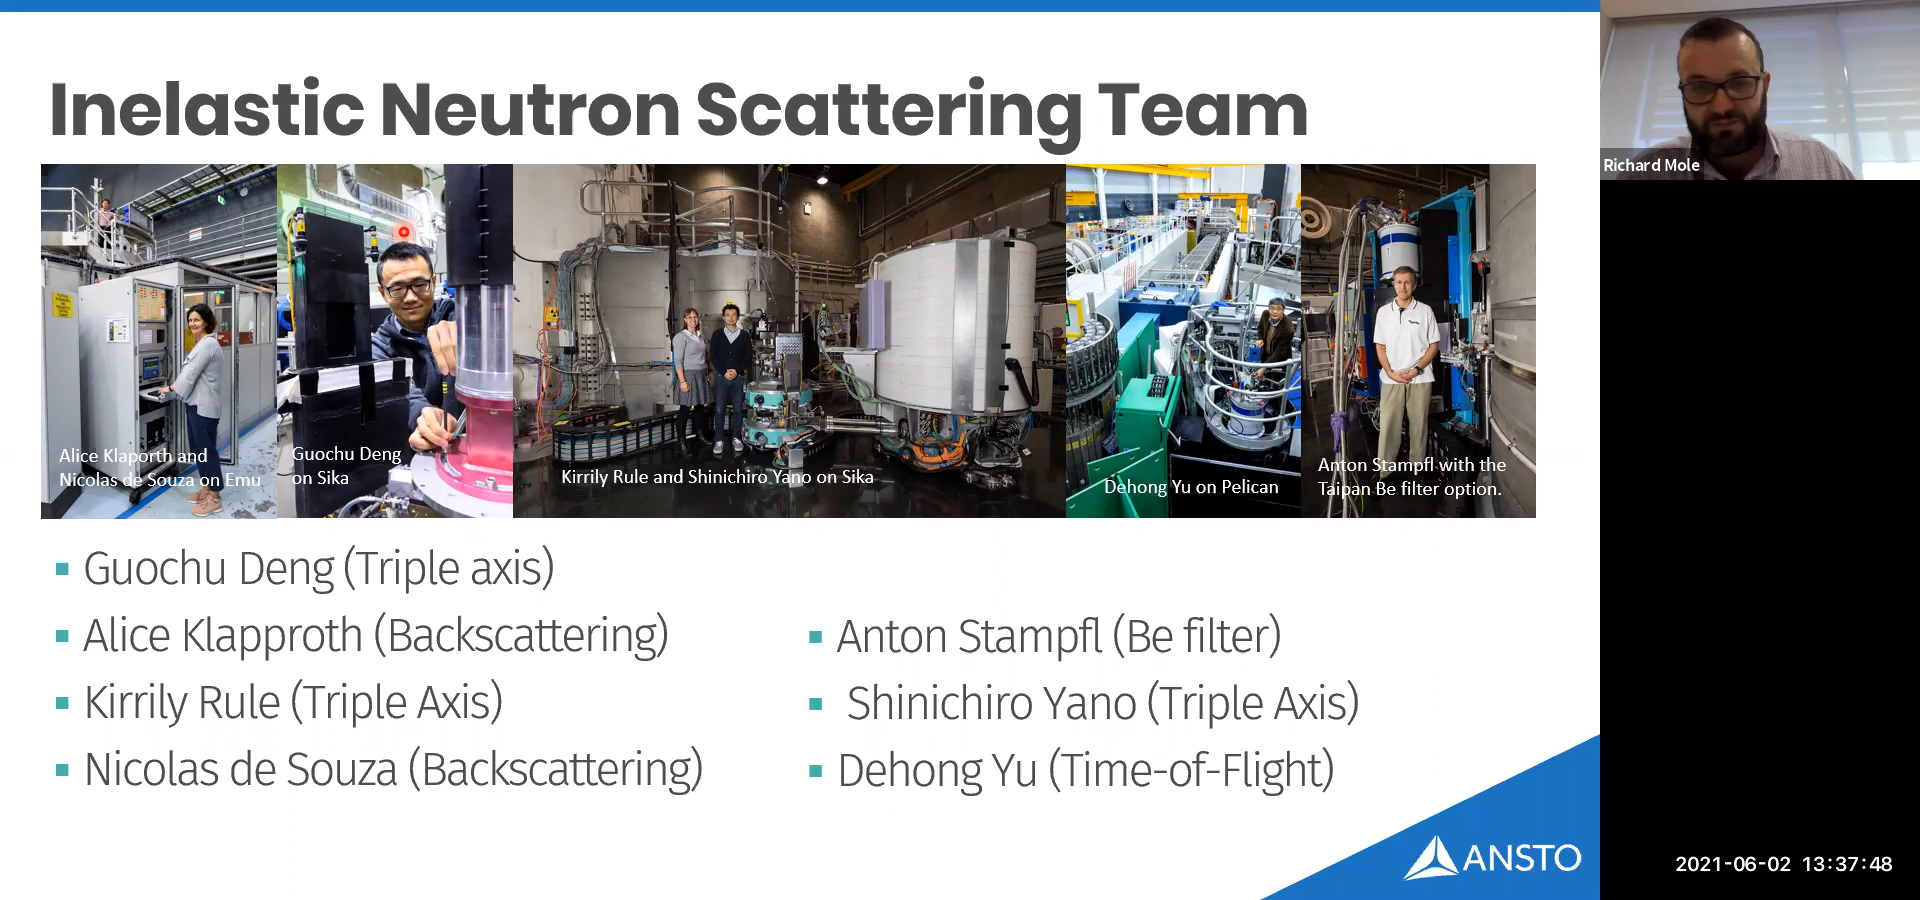 Inelastic Neutron Scattering Team
Richard Mole
Alice Klaporth and
Nicolas de Souza on Emu
Guochu Deng
on Sika
Kirrily Rule and Shinichiro Yano on Sika
Dehong Yu on Pelican
Anton Stampfl with the
Taipan Be filter option.
Guochu Deng (Triple axis)
Alice Klapproth (Backscattering)
Kirrily Rule (Triple Axis)
Nicolas de Souza (Backscattering)
Anton Stampfl (Be filter)
Shinichiro Yano (Triple Axis)
Dehong Yu (Time-of-Flight)
ANSTO
2021-06-02 13:37:48